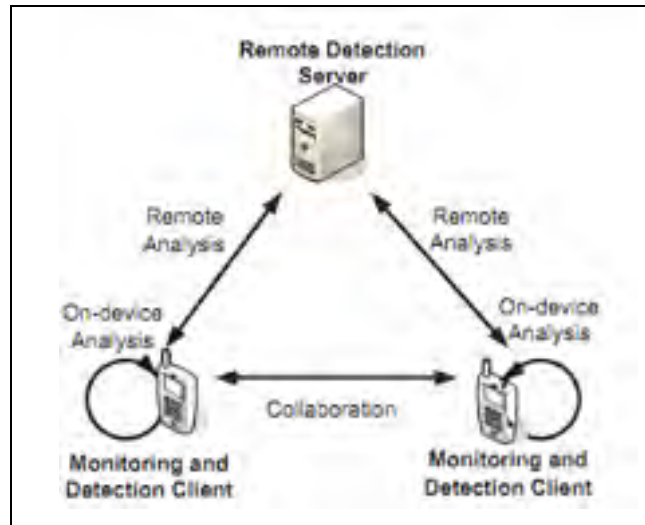 Remote Detection
Server
Remote
Analysis
Remote
Analysis
On-device
Analysis
On-device
Analysis
Collaboration
Monitoring and
Detection Client
Monitoring and
Detection Client